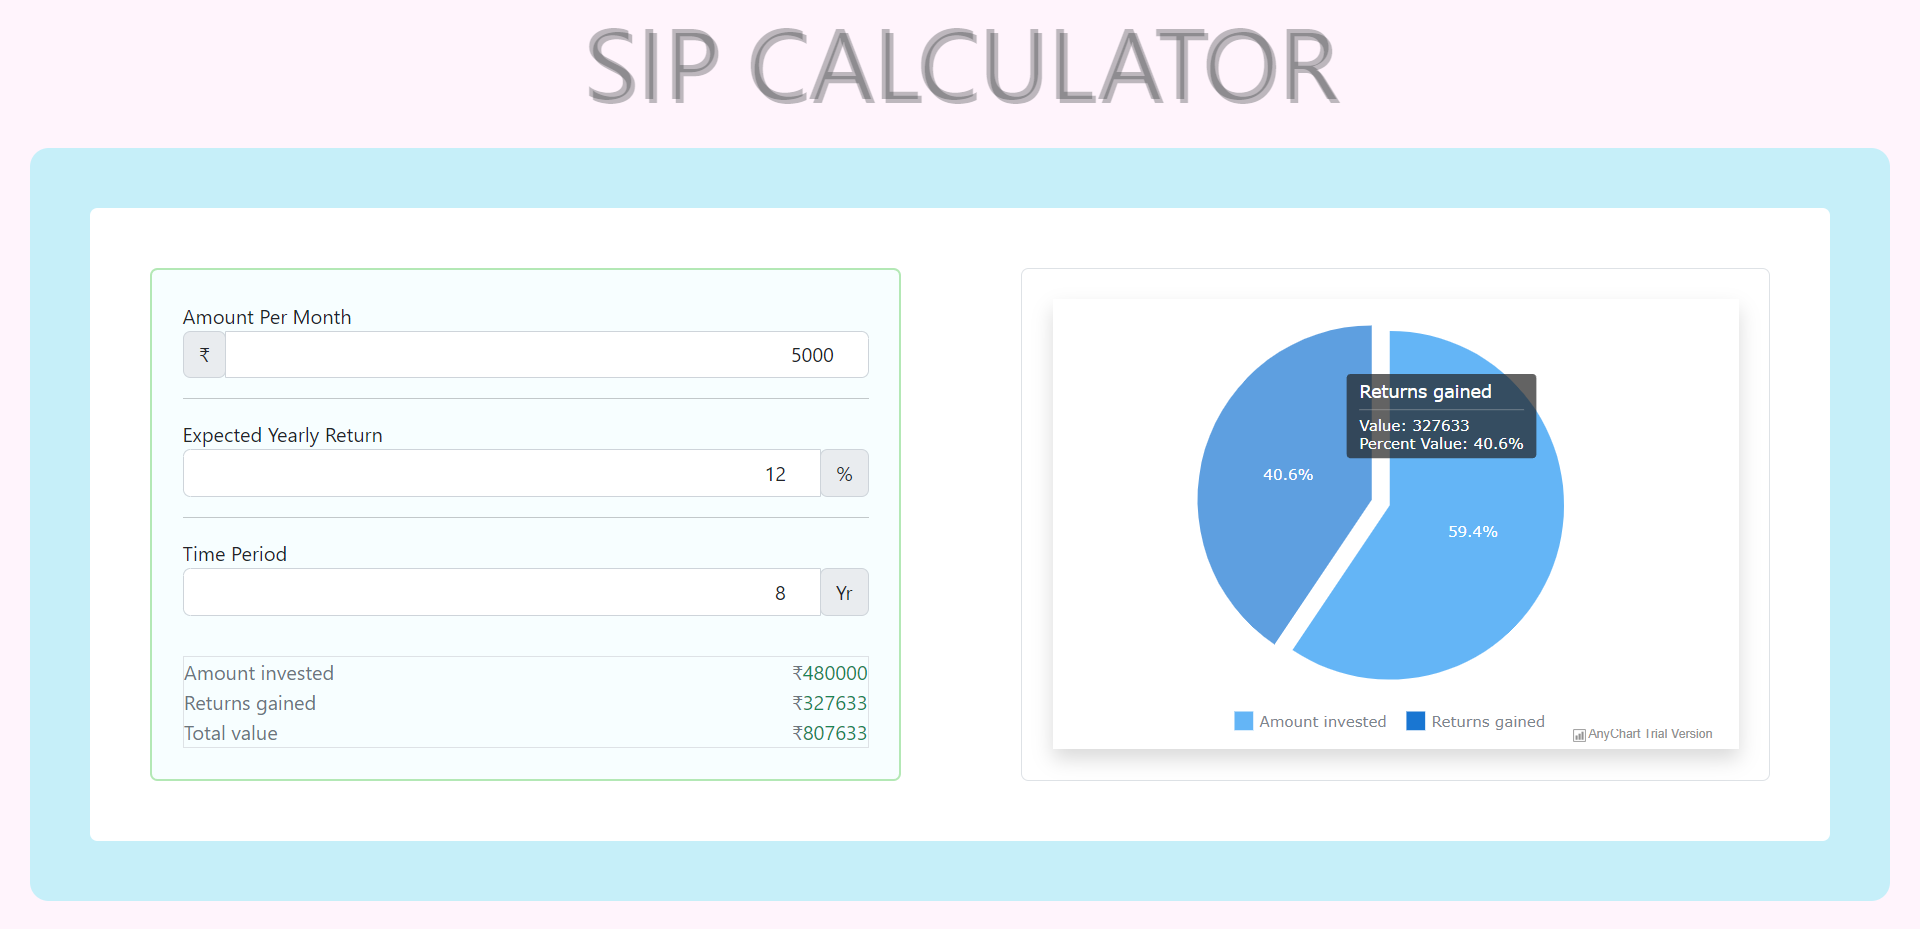 SIP CALCULATOR
Amount Per Month
₹ 5000
Expected Yearly Return
12 %
Time Period
8 Yr
Amount invested ₹480000
Returns gained ₹327633
Total value ₹807633
Returns gained
Value: 327633
Percent Value: 40.6%
40.6%
59.4%
Amount invested Returns gained
AnyChart Trial Version